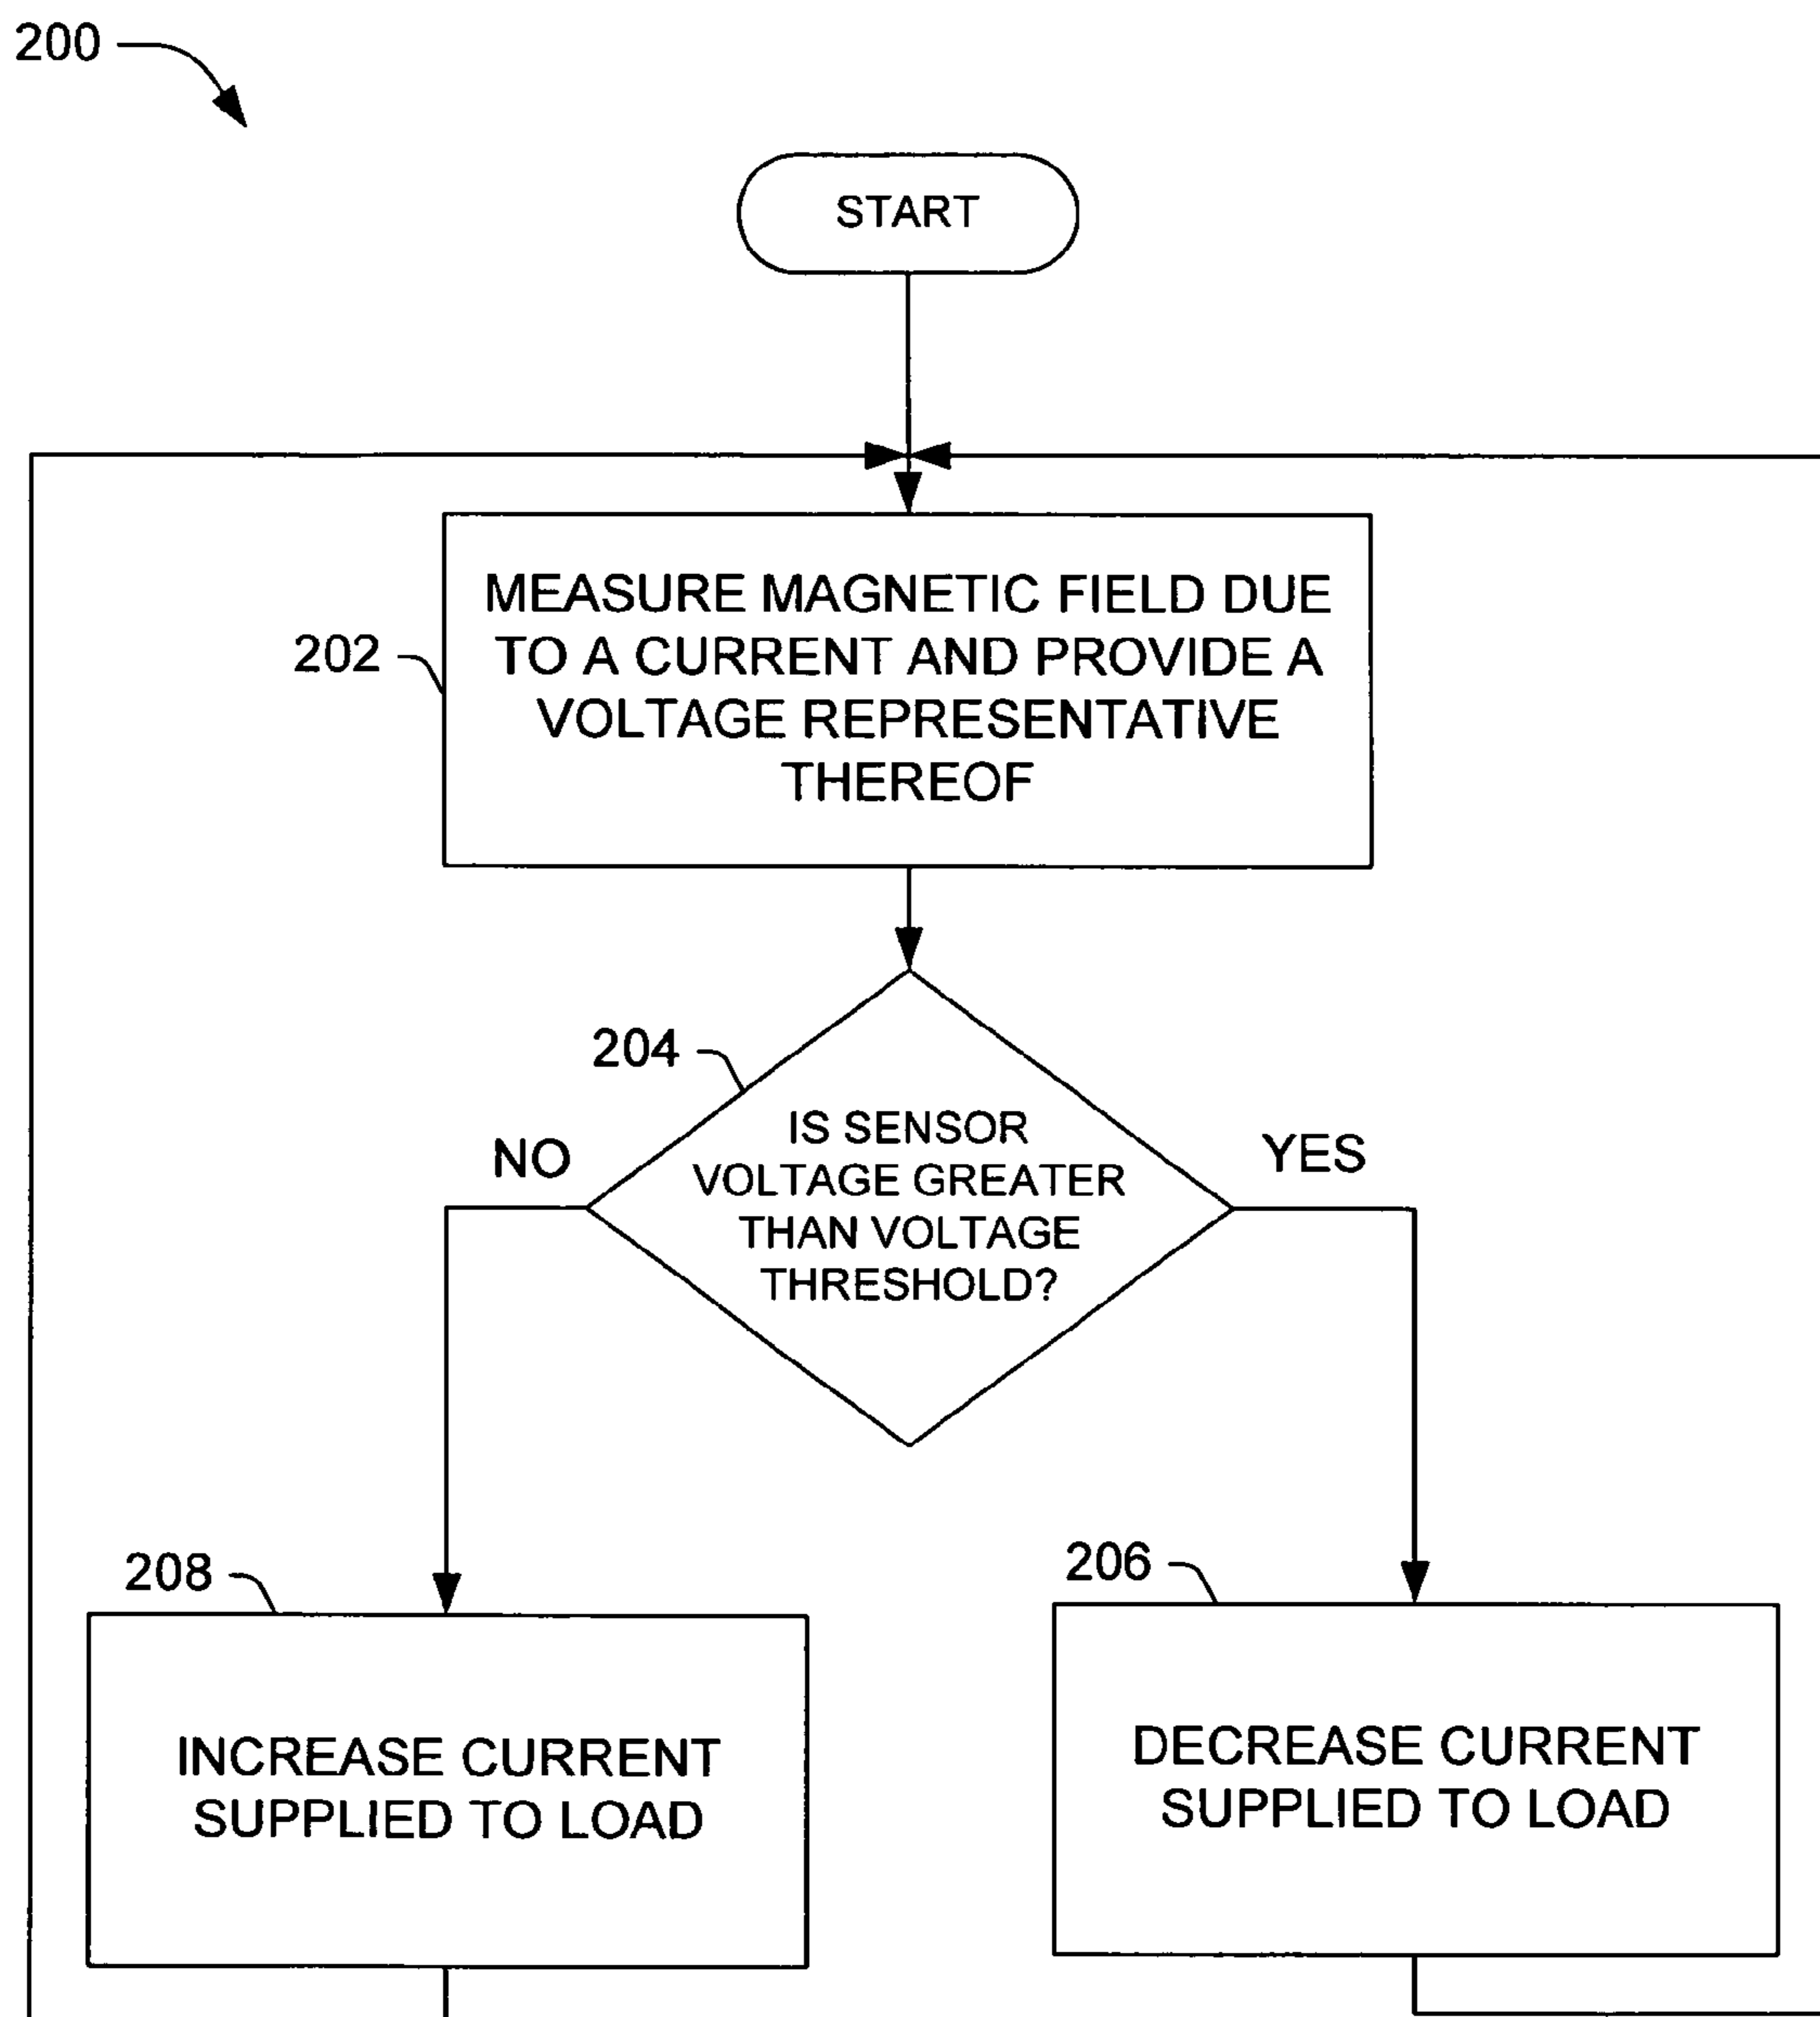 200
START
202
MEASURE MAGNETIC FIELD DUE
TO A CURRENT AND PROVIDE A
VOLTAGE REPRESENTATIVE
THEREOF
204
IS SENSOR
VOLTAGE GREATER
THAN VOLTAGE
THRESHOLD?
NO
YES
208
INCREASE CURRENT
SUPPLIED TO LOAD
206
DECREASE CURRENT
SUPPLIED TO LOAD